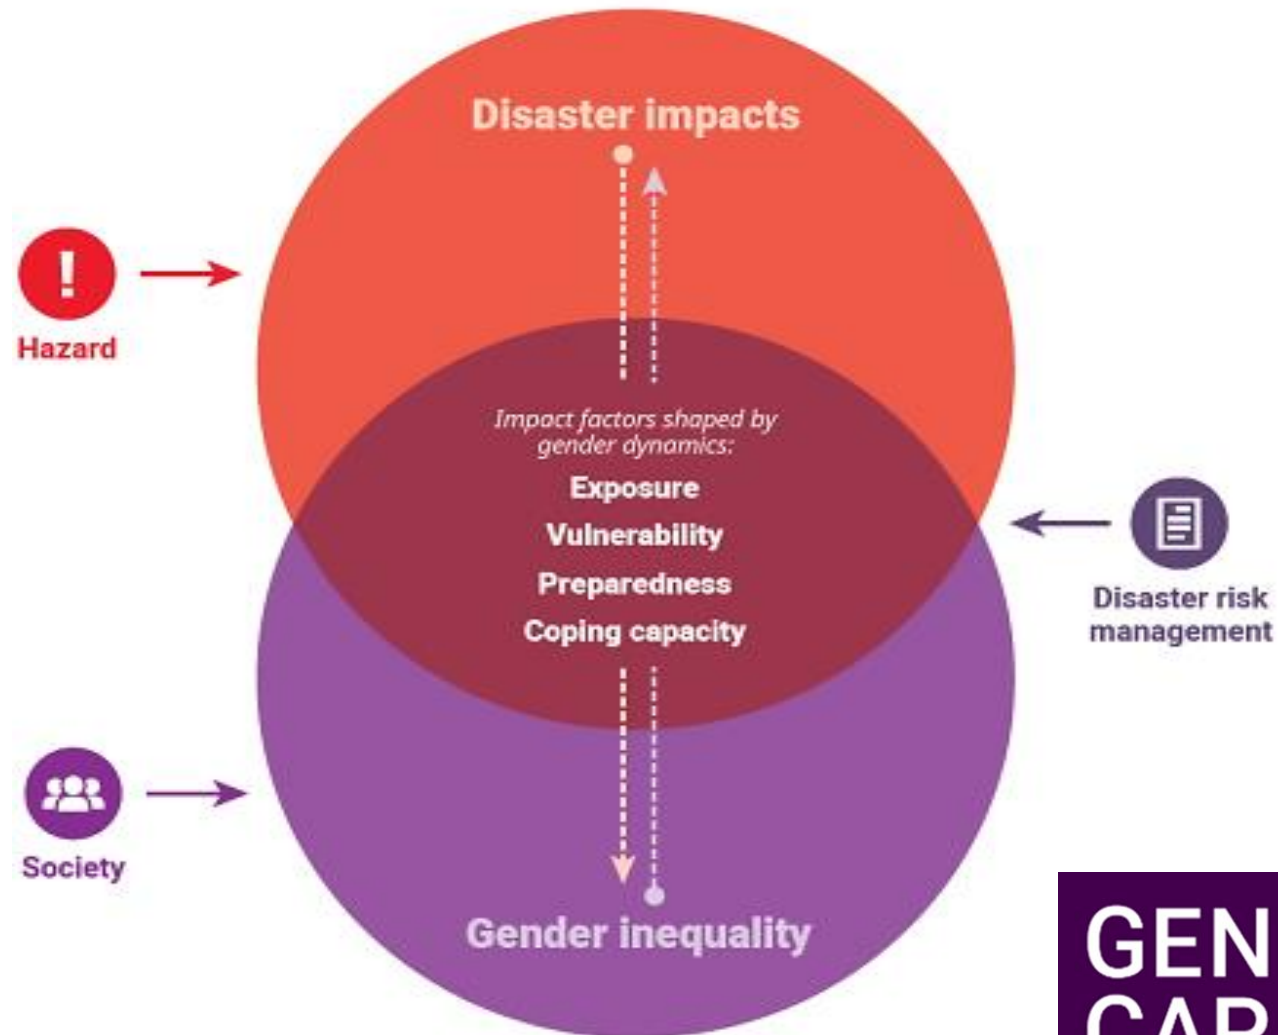 Disaster impacts
!
Hazard
Impact factors shaped by
gender dynamics:
Exposure
Vulnerability
Preparedness
Coping capacity
Disaster risk
management
Society
Gender inequality
GEN
CAP